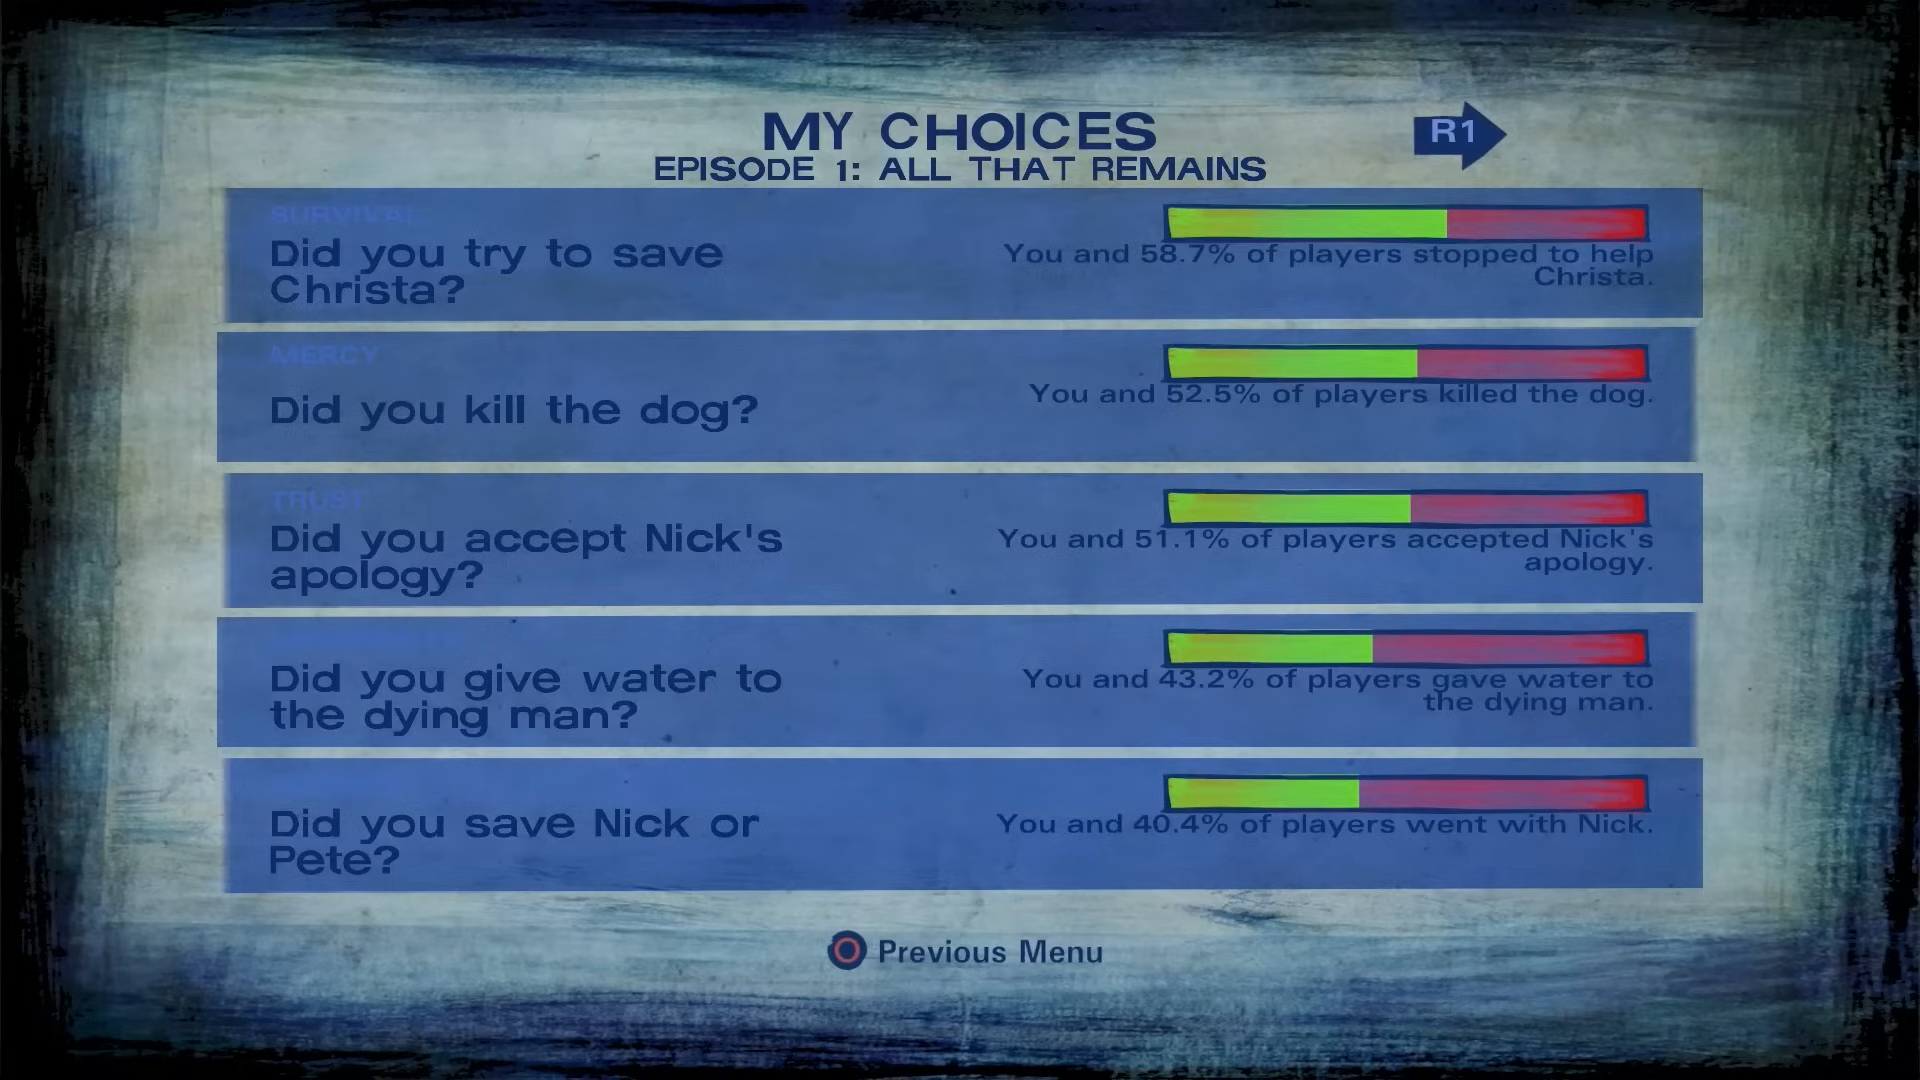 MY CHOICES
R1
EPISODE 1: ALL THAT REMAINS
SURVIVAL
Did you try to save
Christa?
You and 58.7% of players stopped to help
Christa.
MERCY
Did you kill the dog?
You and 52.5% of players killed the dog.
TRUST
Did you accept Nick's
apology?
You and 51.1% of players accepted Nick's
apology.
Did you give water to
the dying man?
You and 43.2% of players gave water to
the dying man.
Did you save Nick or
Pete?
You and 40.4% of players went with Nick.
Previous Menu